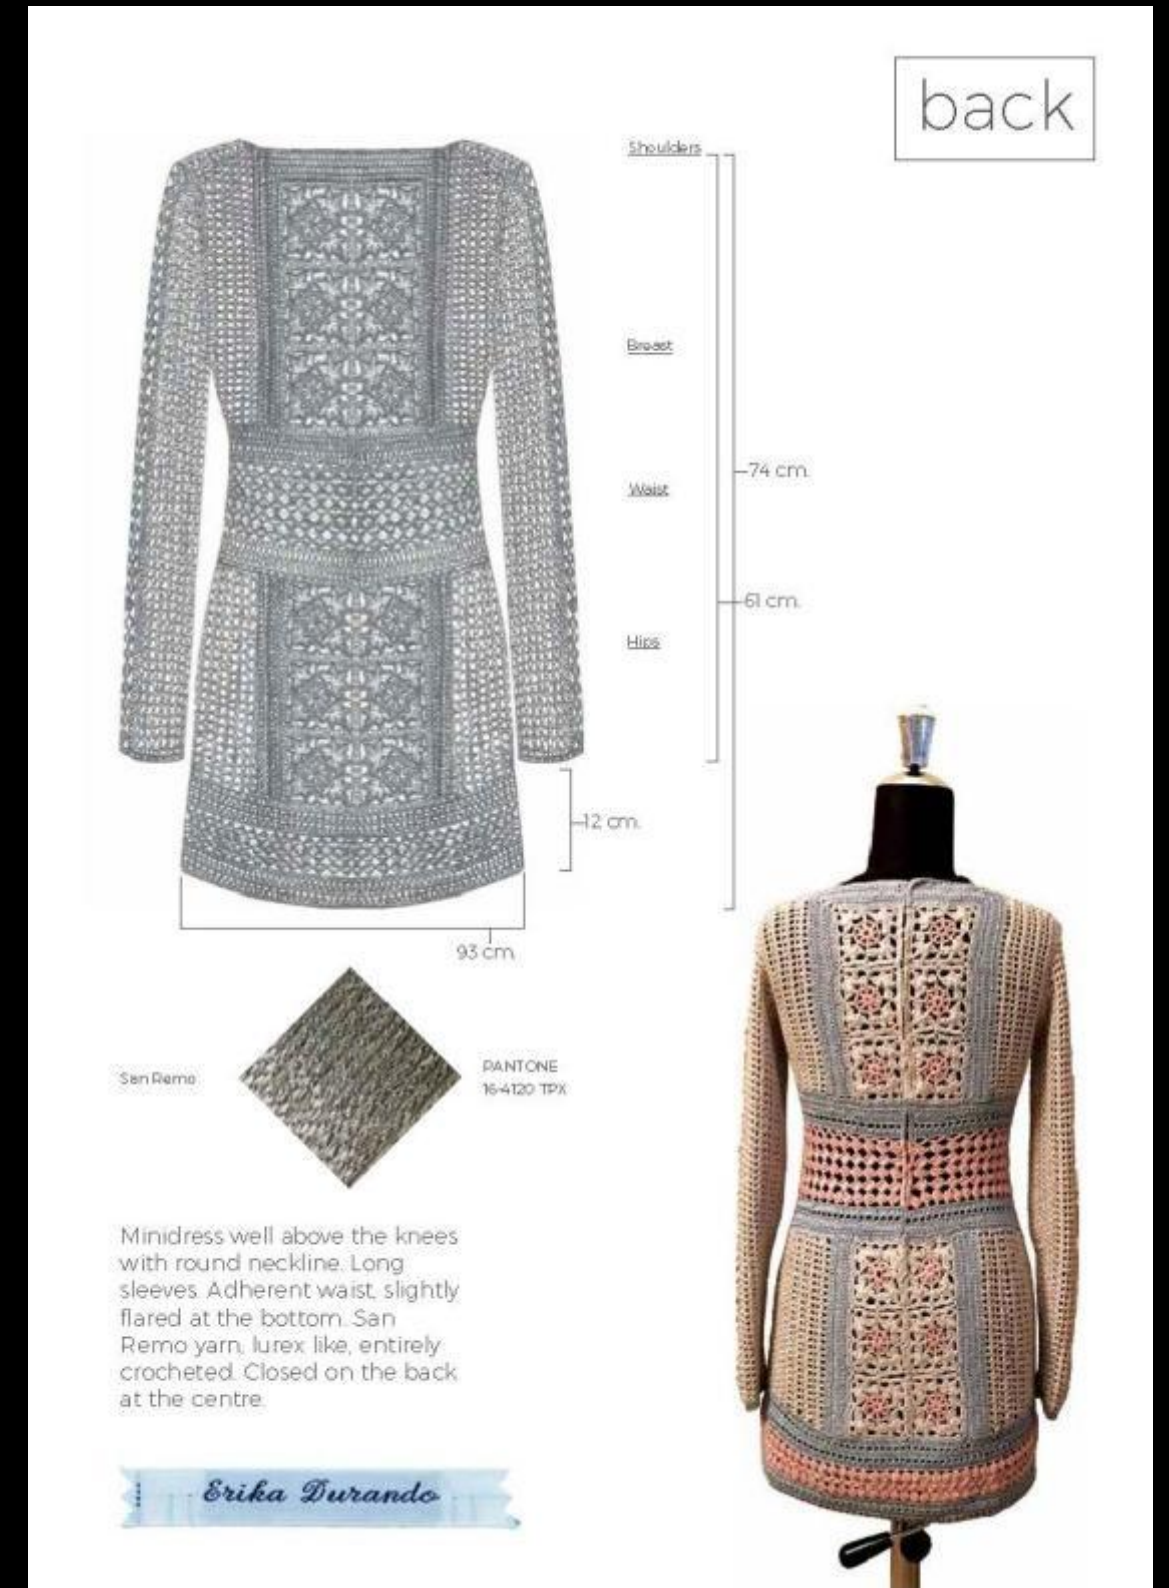 back
Shoulders
Breast
74 cm.
Waist
61 cm.
Hips
12 cm.
93 cm.
San Remo
PANTONE
16-4120 TPX
Minidress well above the knees
with round neckline. Long
sleeves. Adherent waist, slightly
flared at the bottom. San
Remo yarn, lurex like, entirely
crocheted. Closed on the back
at the centre.
Erika Durando